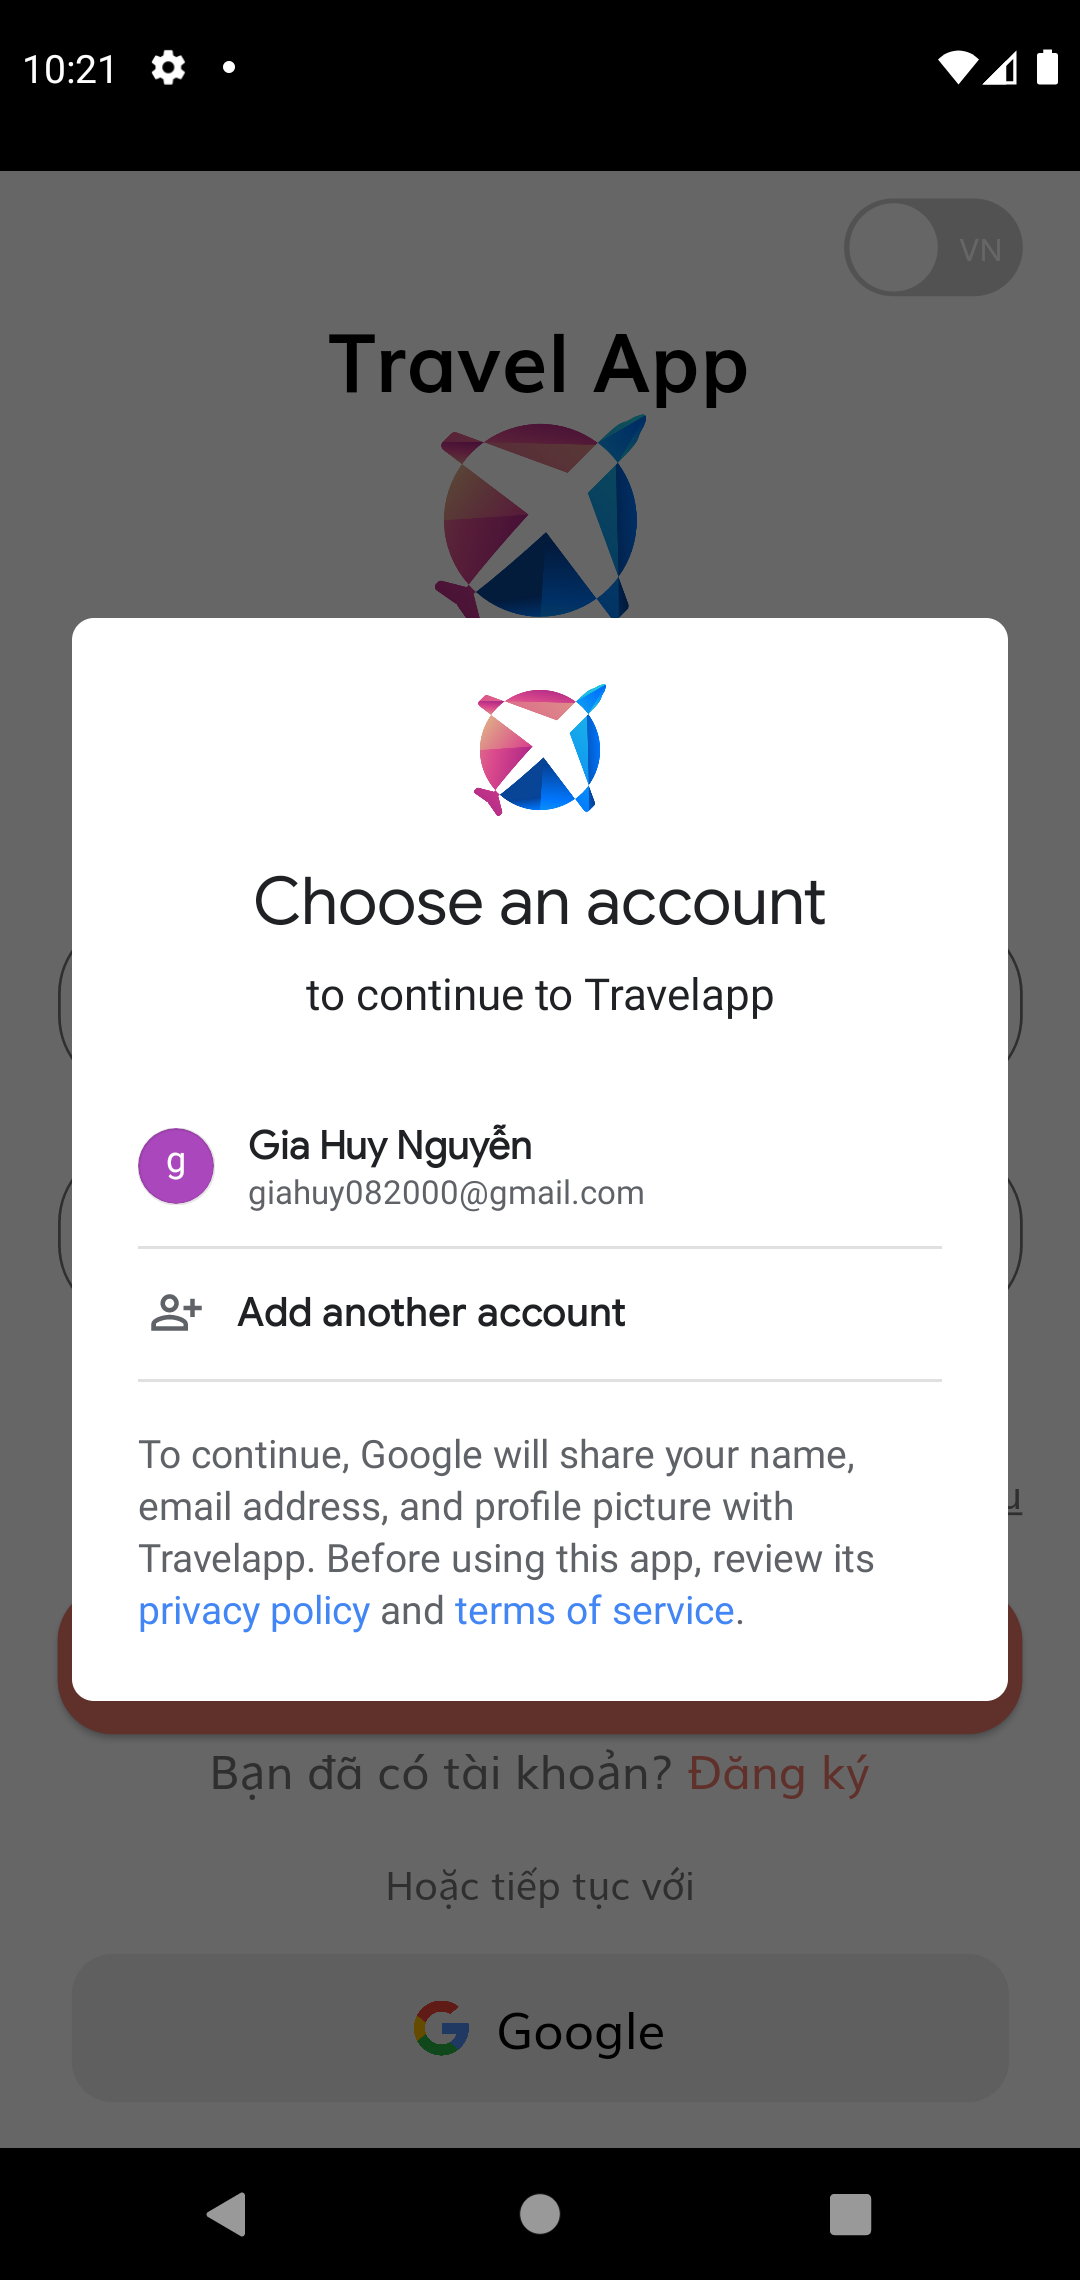 10:21
VN
Travel App
Choose an account
to continue to Travelapp
g
Gia Huy Nguyễn
giahuy082000@gmail.com
Add another account
To continue, Google will share your name,
email address, and profile picture with
Travelapp. Before using this app, review its
privacy policy and terms of service.
Bạn đã có tài khoản? Đăng ký
Hoặc tiếp tục với
Google